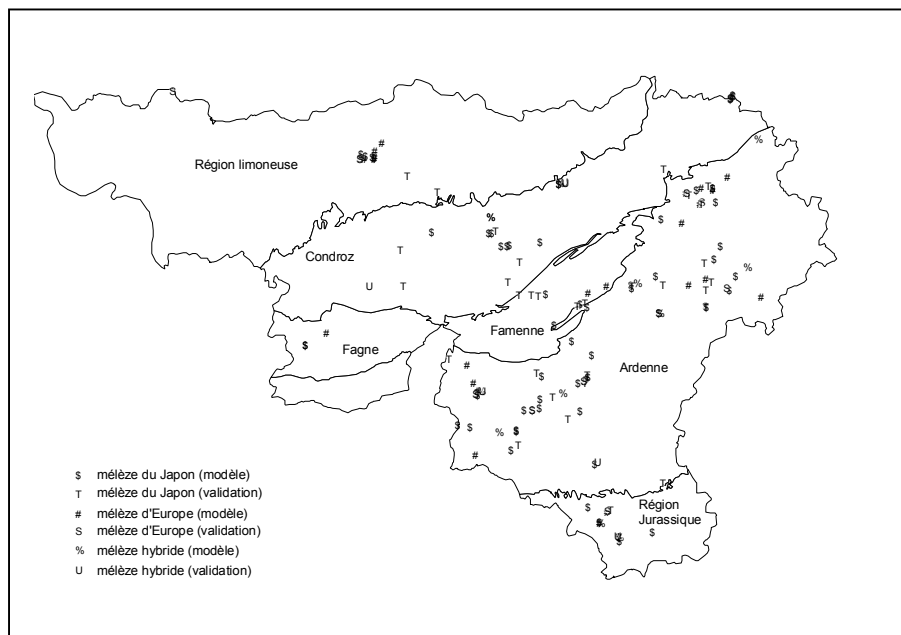 Région limoneuse
Condroz
Famenne
Fagne
Ardenne
Région
Jurassique
$ mélèze du Japon (modèle)
T mélèze du Japon (validation)
# mélèze d'Europe (modèle)
S mélèze d'Europe (validation)
% mélèze hybride (modèle)
U mélèze hybride (validation)